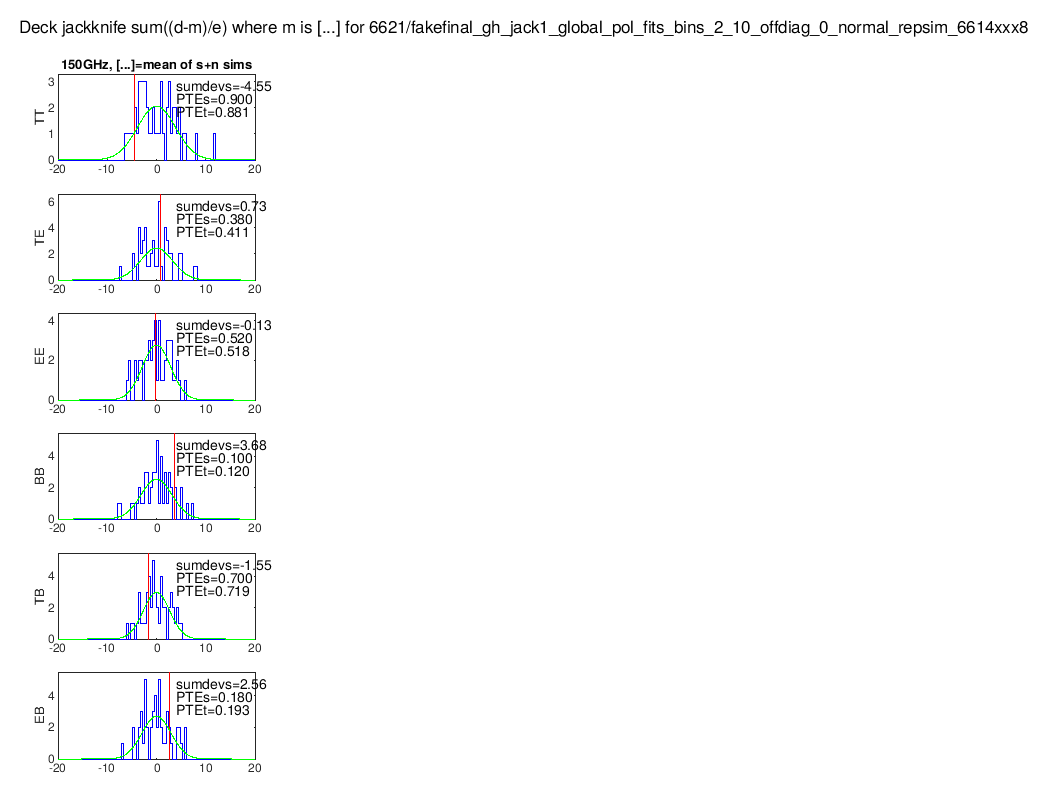 Deck jackknife sum((d-m)/e) where m is [...] for 6621/fakefinal_gh_jack1_global_pol_fits_bins_2_10_offdiag_0_normal_repsim_6614xxx8
150GHz, [...]=mean of s+n sims
TT
3
2
1
0
sumdevs=-4.55
PTEs=0.900
PTEt=0.881
-20 -10 0 10 20
TE
6
4
2
0
sumdevs=0.73
PTEs=0.380
PTEt=0.411
-20 -10 0 10 20
EE
4
2
0
sumdevs=-0.13
PTEs=0.520
PTEt=0.518
-20 -10 0 10 20
BB
4
2
0
sumdevs=3.68
PTEs=0.100
PTEt=0.120
-20 -10 0 10 20
TB
4
2
0
sumdevs=-1.55
PTEs=0.700
PTEt=0.719
-20 -10 0 10 20
EB
4
2
0
sumdevs=2.56
PTEs=0.180
PTEt=0.193
-20 -10 0 10 20